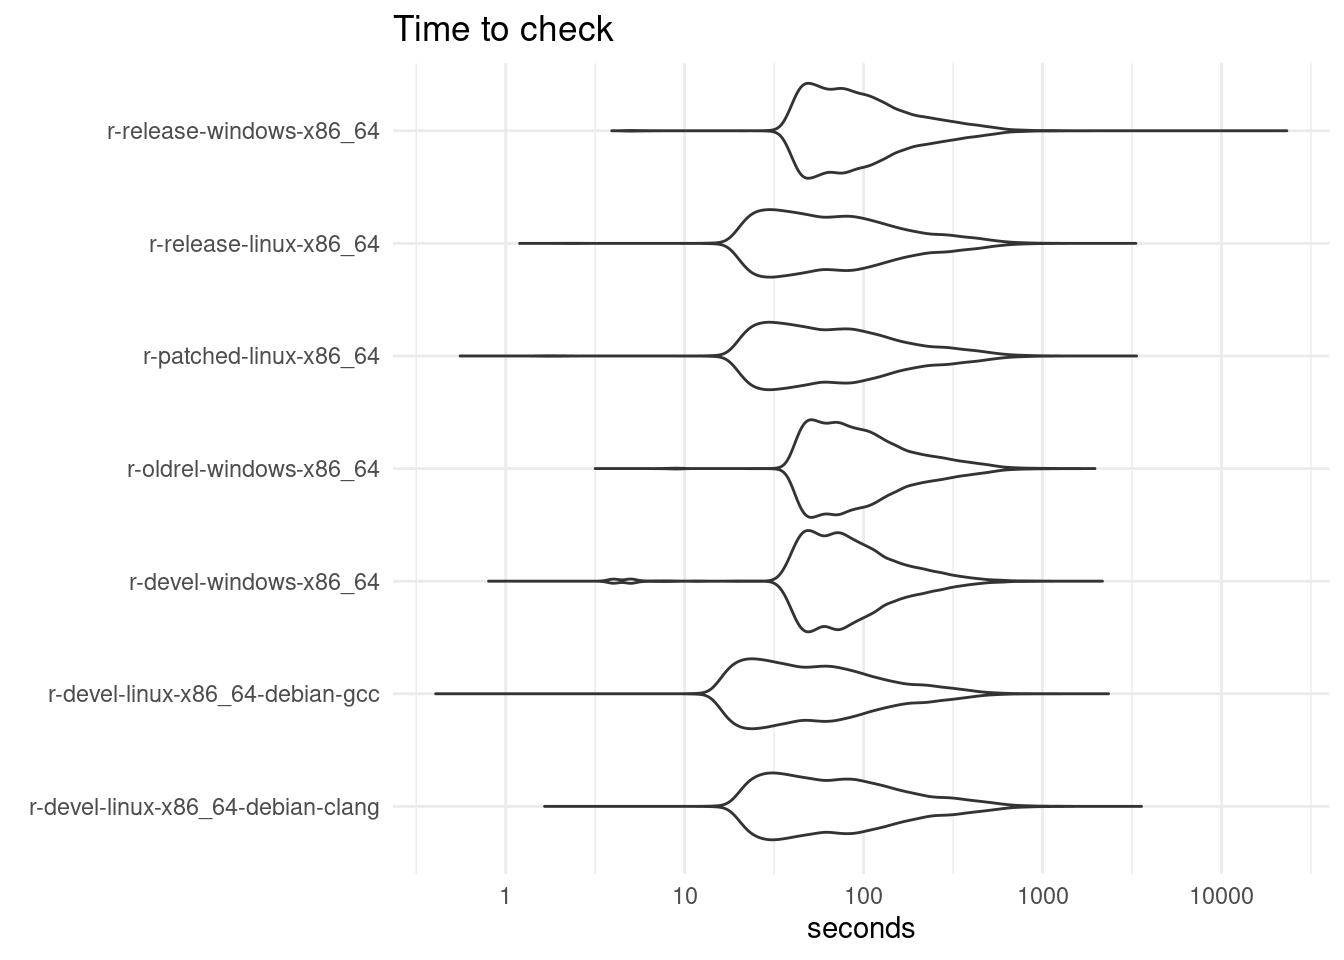 Time to check
r-release-windows-x86_64
r-release-linux-x86_64
r-patched-linux-x86_64
r-oldrel-windows-x86_64
r-devel-windows-x86_64
r-devel-linux-x86_64-debian-gcc
r-devel-linux-x86_64-debian-clang
1 10 100 1000 10000
seconds